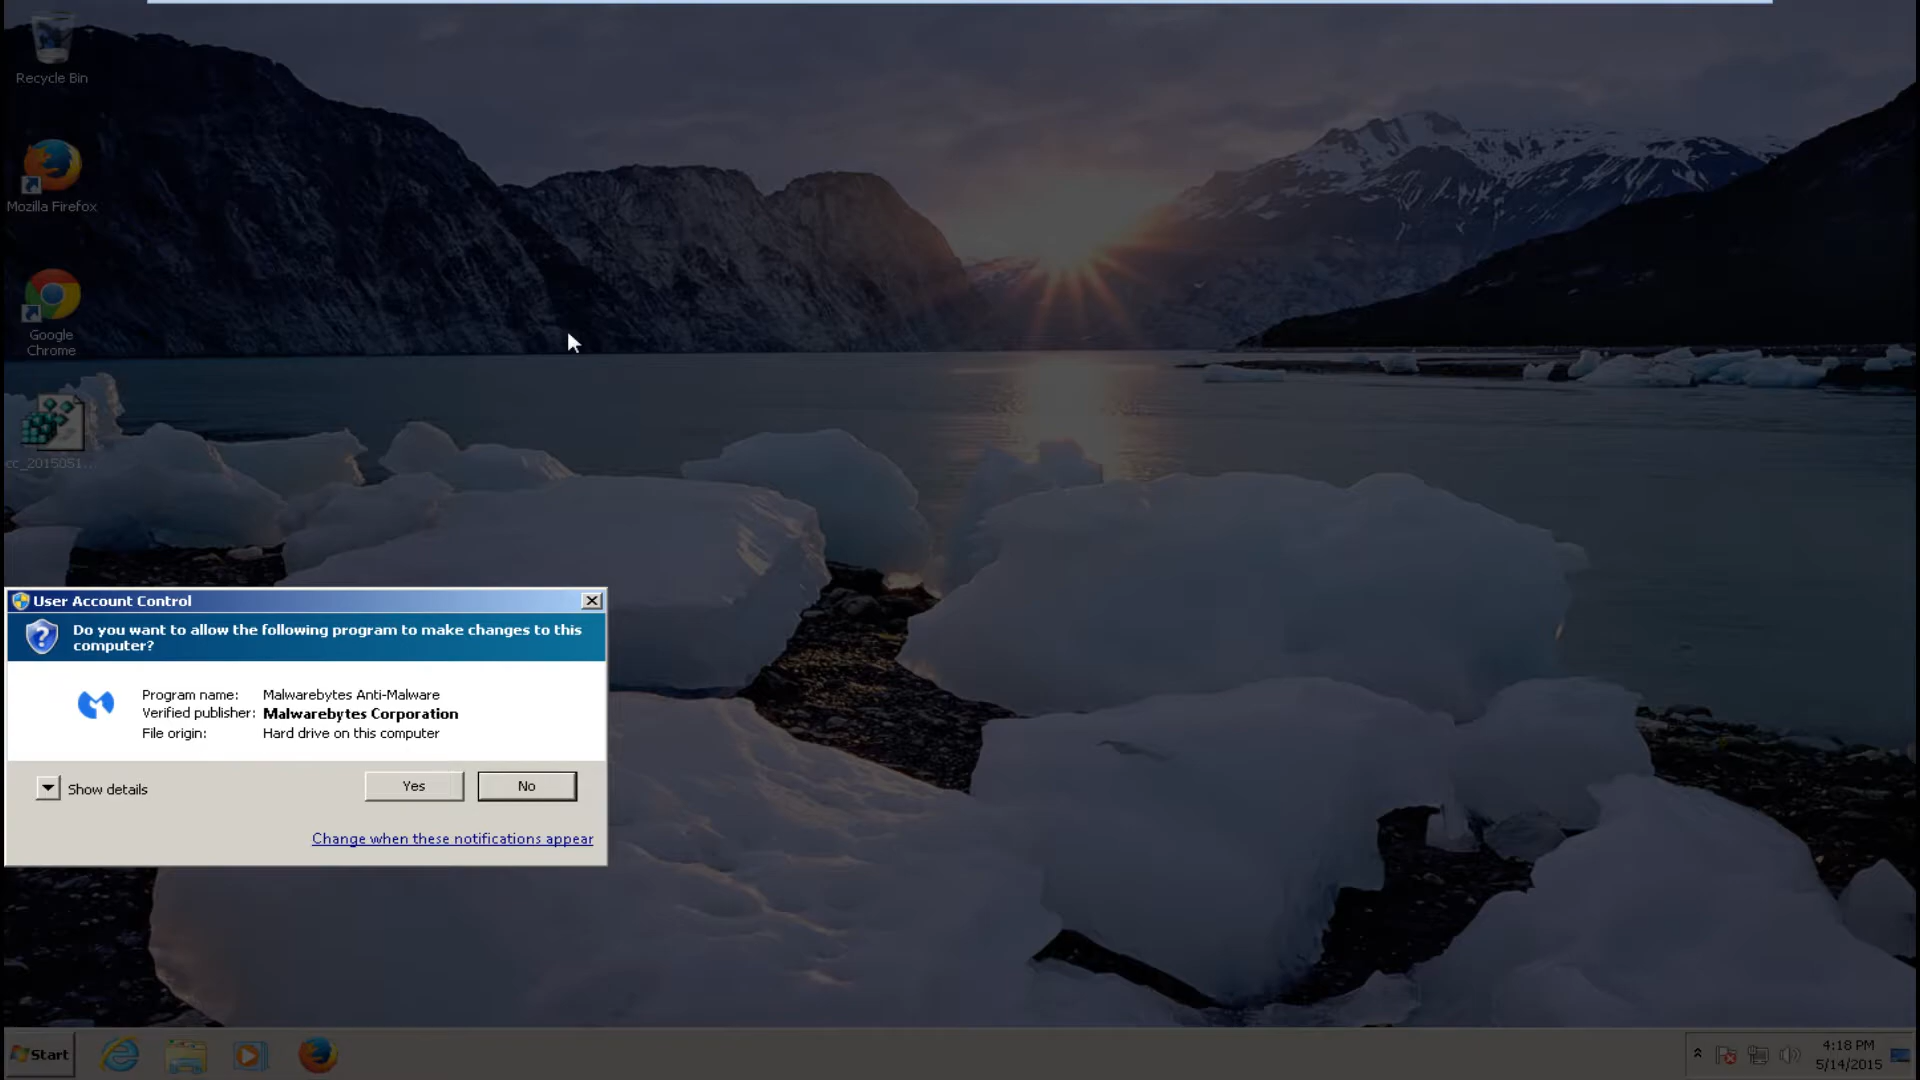 Recycle Bin
Mozilla Firefox
Google
Chrome
cc_2015051...
User Account Control
Do you want to allow the following program to make changes to this
computer?
Program name: Malwarebytes Anti-Malware
Verified publisher: Malwarebytes Corporation
File origin: Hard drive on this computer
Show details
Yes
No
Change when these notifications appear
Start
4:18 PM
5/14/2015